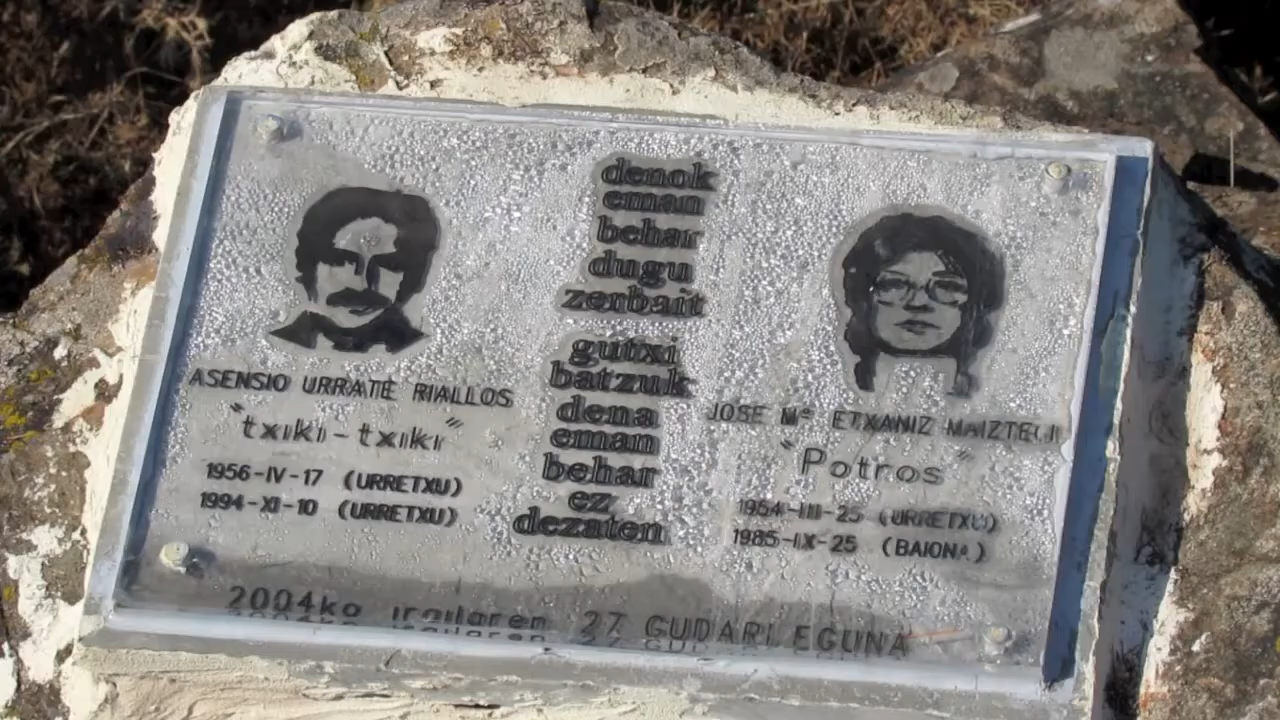 denok
eman
behar
dugu
zerbait
gutxi
batzuk
dena
eman
behar
ez
dezaten
ASENSIO URRATE RIALLOS
"txiki-txiki"
1956-IV-17 (URRETXU)
1994-XI-10 (URRETXU)
JOSE Mª ETXANIZ MAIZTEGI
"Potros"
1954-III-25 (URRETXU)
1985-IX-25 (BAIONA)
2004ko irailaren 27 GUDARI EGUNA